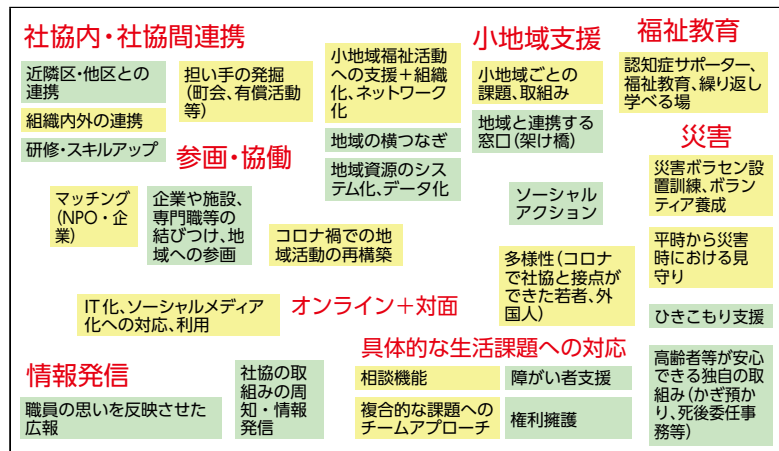 社協内・社協間連携
近隣区・他区との
連携
組織内外の連携
研修・スキルアップ
担い手の発掘
(町会、有償活動
等)
小地域福祉活動
への支援+組織
化、ネットワーク
化
地域の横つなぎ
地域資源のシス
テム化、データ化
小地域支援
小地域ごとの
課題、取組み
地域と連携する
窓口(架け橋)
福祉教育
認知症サポーター、
福祉教育、繰り返し
学べる場
参画・協働
マッチング
(NPO・企
業)
企業や施設、
専門職等の
結びつけ、地
域への参画
コロナ禍での地
域活動の再構築
ソーシャル
アクション
多様性(コロナ
で社協と接点が
できた若者、外
国人)
災害
災害ボラセン設
置訓練、ボラン
ティア養成
平時から災害
時における見
守り
ひきこもり支援
高齢者等が安心
できる独自の取
組み(かぎ預か
り、死後委任事
務等)
IT化、ソーシャルメディア
化への対応、利用
オンライン+対面
情報発信
職員の思いを反映させた
広報
社協の取
組みの周
知・情報
発信
具体的な生活課題への対応
相談機能
複合的な課題への
チームアプローチ
障がい者支援
権利擁護